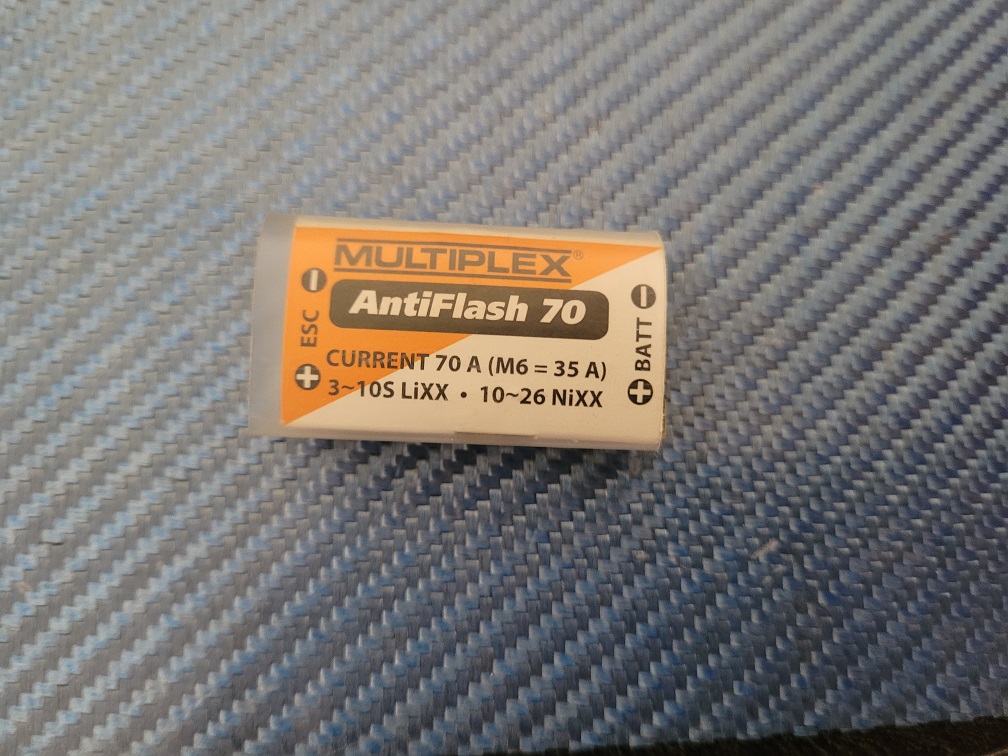 MULTIPLEX®
AntiFlash 70
CURRENT 70 A (M6 = 35 A)
3~10S LiXX • 10~26 NiXX
+ ESC −
+ BATT −